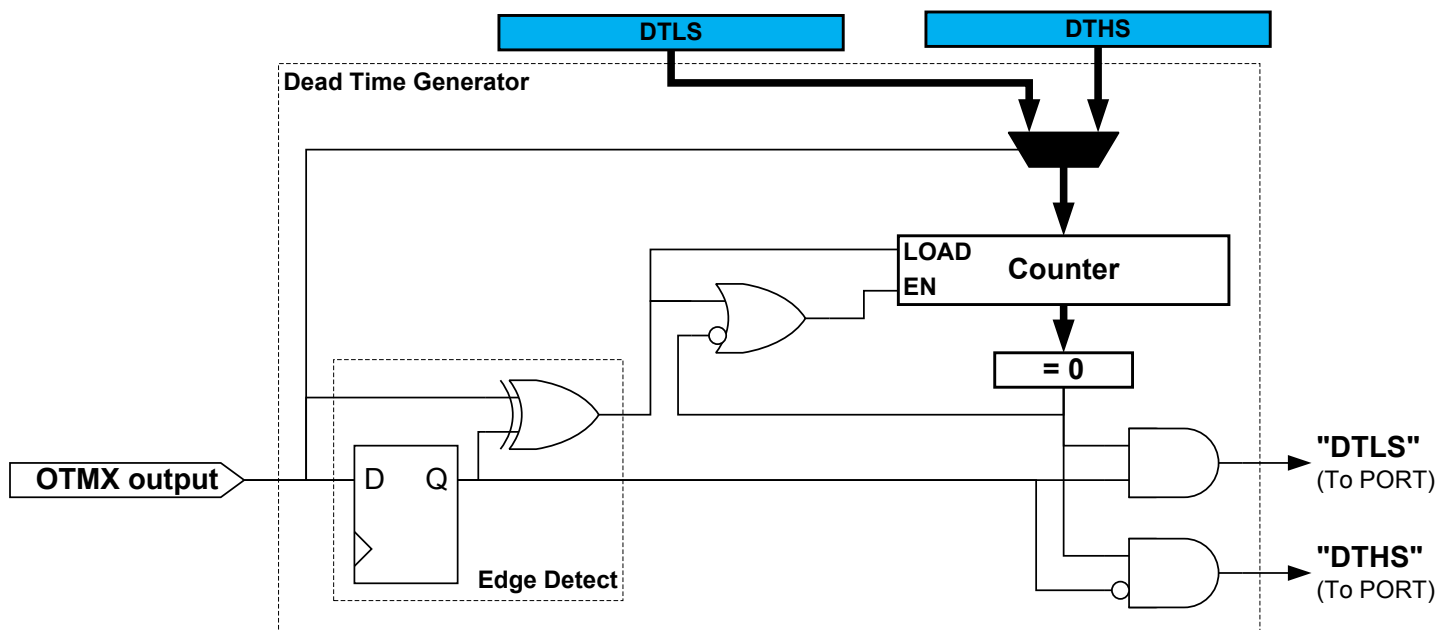 DTLS
DTHS
Dead Time Generator
LOAD
Counter
EN
= 0
"DTLS"
(To PORT)
OTMX output
D
Q
"DTHS"
(To PORT)
Edge Detect